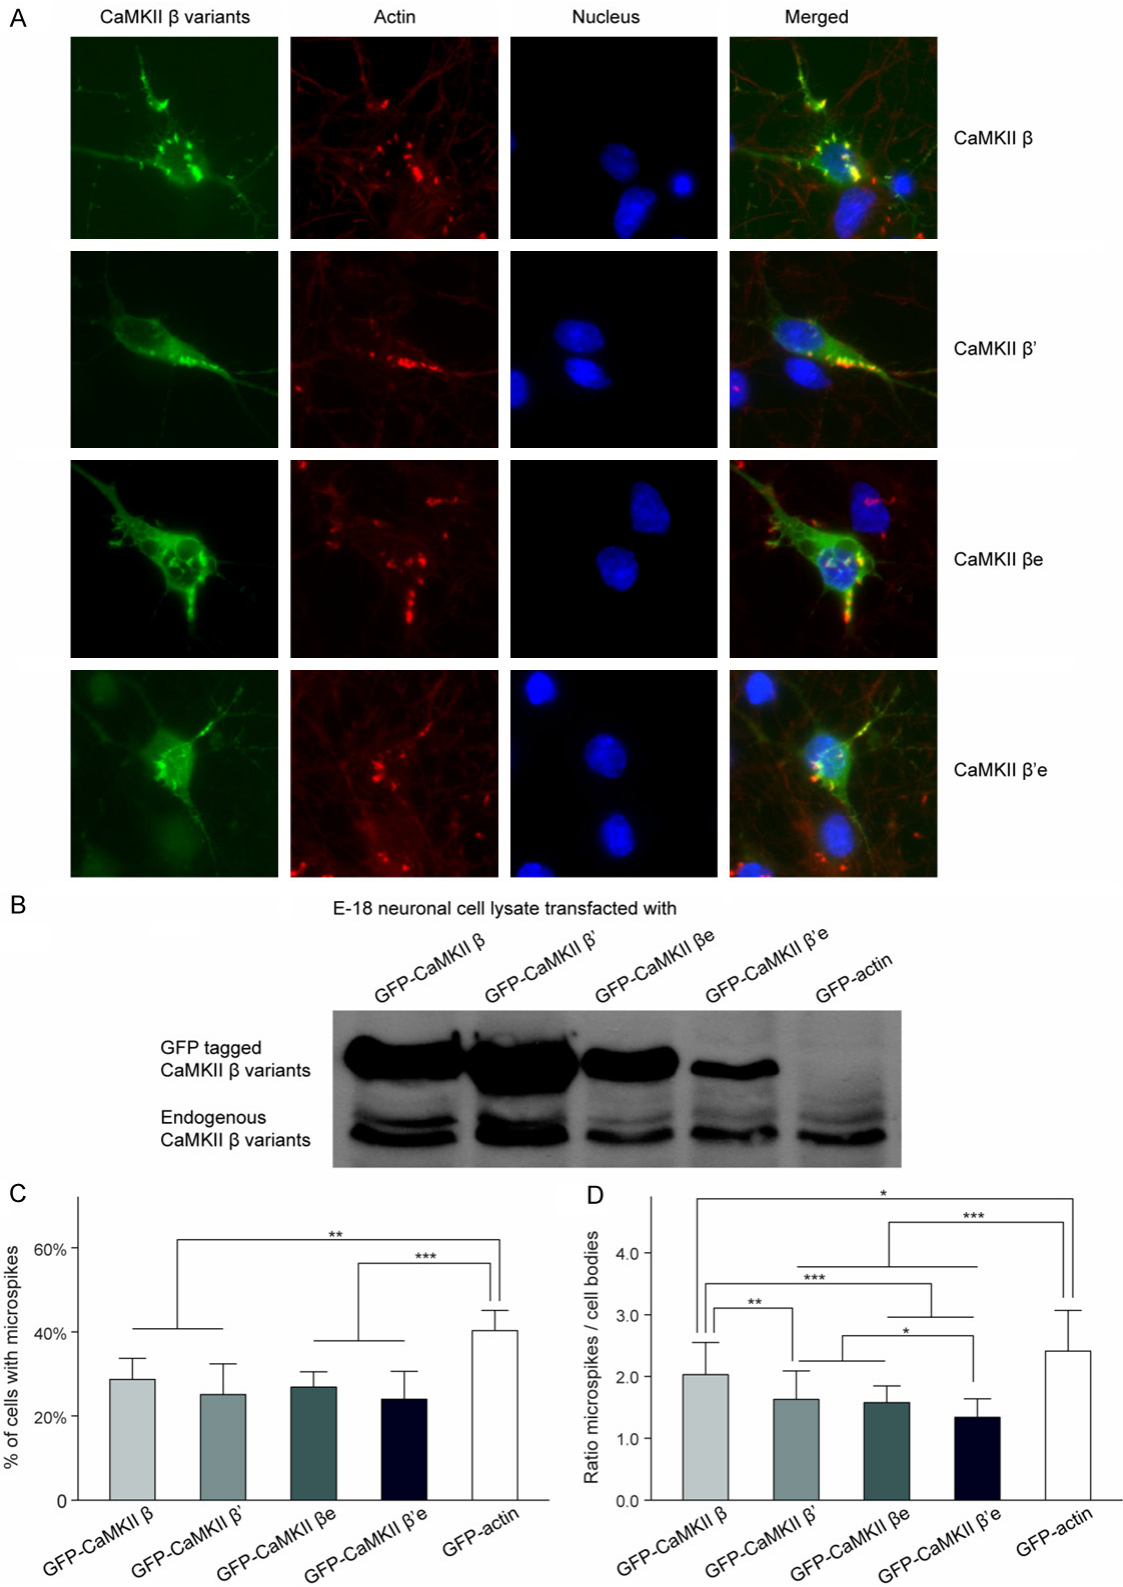 A
CaMKII β variants
Actin
Nucleus
Merged
CaMKII β
CaMKII β’
CaMKII βe
CaMKII β’e
B
E-18 neuronal cell lysate transfacted with
GFP-CaMKII β
GFP-CaMKII β’
GFP-CaMKII βe
GFP-CaMKII β’e
GFP-actin
GFP tagged
CaMKII β variants
Endogenous
CaMKII β variants
C
% of cells with microspikes
60%
40%
20%
0
**
***
GFP-CaMKII β
GFP-CaMKII β’
GFP-CaMKII βe
GFP-CaMKII β’e
GFP-actin
D
Ratio microspikes / cell bodies
4.0
3.0
2.0
1.0
0.0
*
***
***
**
*
GFP-CaMKII β
GFP-CaMKII β’
GFP-CaMKII βe
GFP-CaMKII β’e
GFP-actin